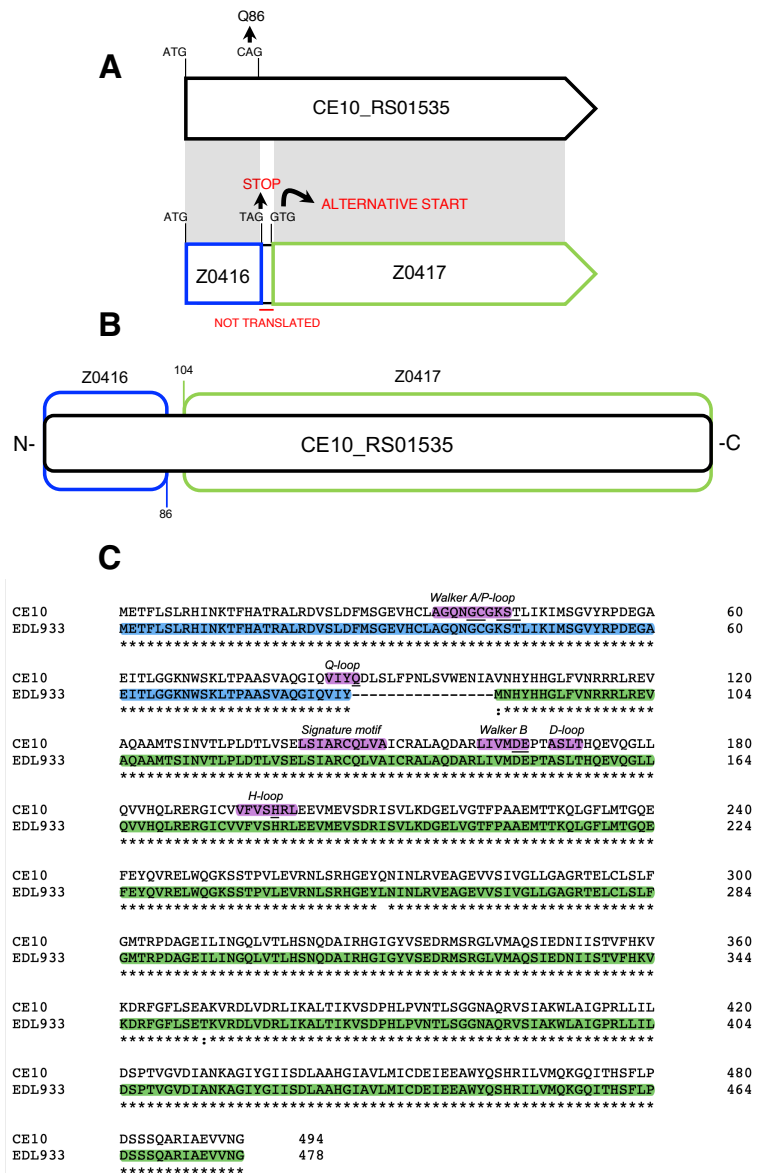 A
Q86
ATG CAG
CE10_RS01535
STOP
ATG TAG GTG ALTERNATIVE START
Z0416 Z0417
NOT TRANSLATED
B
Z0416 104 Z0417
N- CE10_RS01535 -C
86
C
Walker A/P-loop
CE10 METFLSLRHINKTFHATRALRDVSLDFMSGEVHCLAGQNGCGKSTLIKIMSGVYRPDEGA 60
EDL933 METFLSLRHINKTFHATRALRDVSLDFMSGEVHCLAGQNGCGKSTLIKIMSGVYRPDEGA 60
************************************************************
Q-loop
CE10 EITLGGKNWSKLTPAASVAQGIQVIYQDLSLFPNLSVWENIAVNHYHHGLFVNRRRLREV 120
EDL933 EITLGGKNWSKLTPAASVAQGIQVIY----------------MNHYHHGLFVNRRRLREV 104
**************************                :*****************
Signature motif Walker B D-loop
CE10 AQAAMTSINVTLPLDTLVSELSIARCQLVAICRALAQDARLIVMDEPTASLTHQEVQGLL 180
EDL933 AQAAMTSINVTLPLDTLVSELSIARCQLVAICRALAQDARLIVMDEPTASLTHQEVQGLL 164
************************************************************
H-loop
CE10 QVVHQLRERGICVVFVSHRLEEVMEVSDRISVLKDGELVGTFPAAEMTTKQLGFLMTGQE 240
EDL933 QVVHQLRERGICVVFVSHRLEEVMEVSDRISVLKDGELVGTFPAAEMTTKQLGFLMTGQE 224
************************************************************
CE10 FEYQVRELWQGKSSTPVLEVRNLSRHGEYQNINLRVEAGEVVSIVGLLGAGRTELCLSLF 300
EDL933 FEYQVRELWQGKSSTPVLEVRNLSRHGEYLNINLRVEAGEVVSIVGLLGAGRTELCLSLF 284
***************************** ******************************
CE10 GMTRPDAGEILINGQLVTLHSNQDAIRHGIGYVSEDRMSRGLVMAQSIEDNIISTVFHKV 360
EDL933 GMTRPDAGEILINGQLVTLHSNQDAIRHGIGYVSEDRMSRGLVMAQSIEDNIISTVFHKV 344
************************************************************
CE10 KDRFGFLSEAKVRDLVDRLIKALTIKVSDPHLPVNTLSGGNAQRVSIAKWLAIGPRLLIL 420
EDL933 KDRFGFLSETKVRDLVDRLIKALTIKVSDPHLPVNTLSGGNAQRVSIAKWLAIGPRLLIL 404
*********:**************************************************
CE10 DSPTVGVDIANKAGIYGIISDLAAHGIAVLMICDEIEEAWYQSHRILVMQKGQITHSFLP 480
EDL933 DSPTVGVDIANKAGIYGIISDLAAHGIAVLMICDEIEEAWYQSHRILVMQKGQITHSFLP 464
************************************************************
CE10 DSSSQARIAEVVNG 494
EDL933 DSSSQARIAEVVNG 478
**************